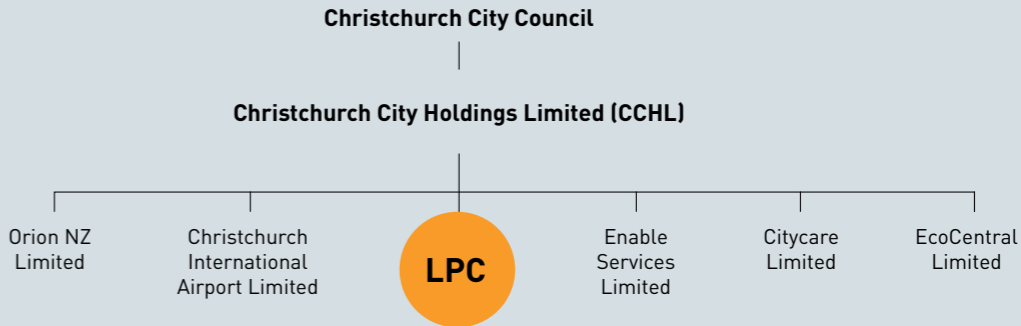 Christchurch City Council
Christchurch City Holdings Limited (CCHL)
Orion NZ
Limited
Christchurch
International
Airport Limited
LPC
Enable
Services
Limited
Citycare
Limited
EcoCentral
Limited